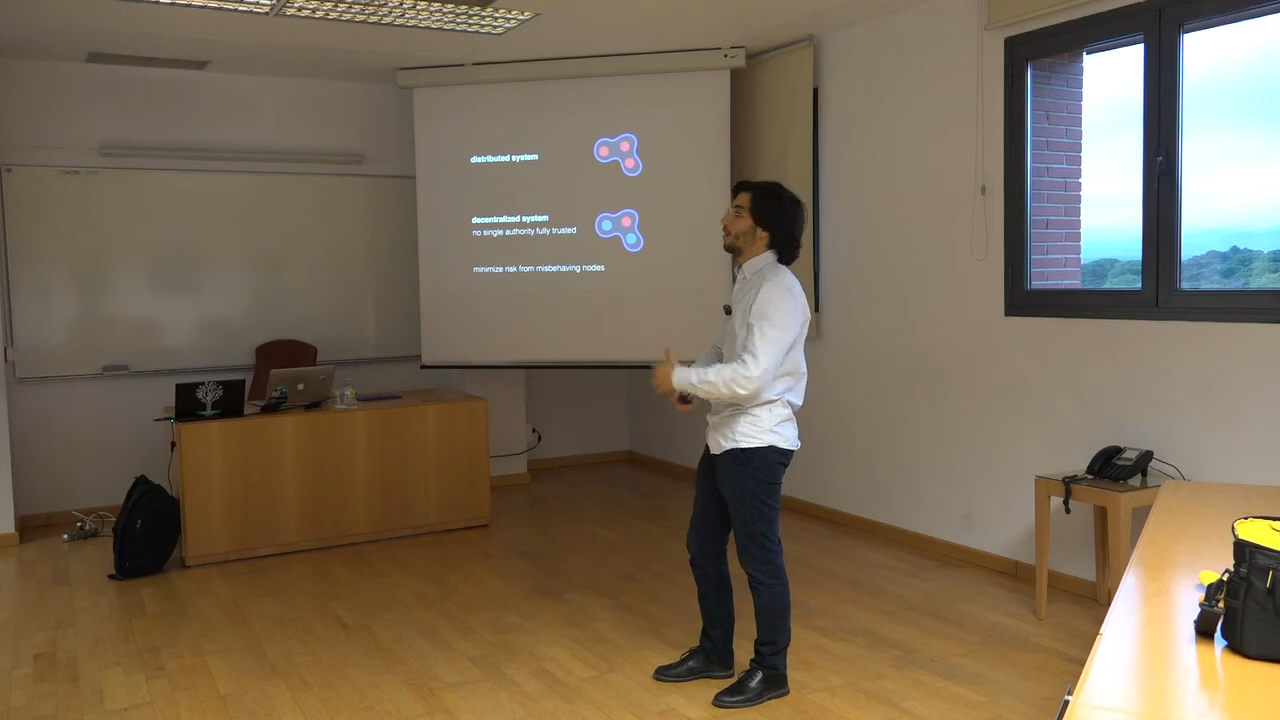 distributed system
decentralized system
no single authority fully trusted
minimize risk from misbehaving nodes